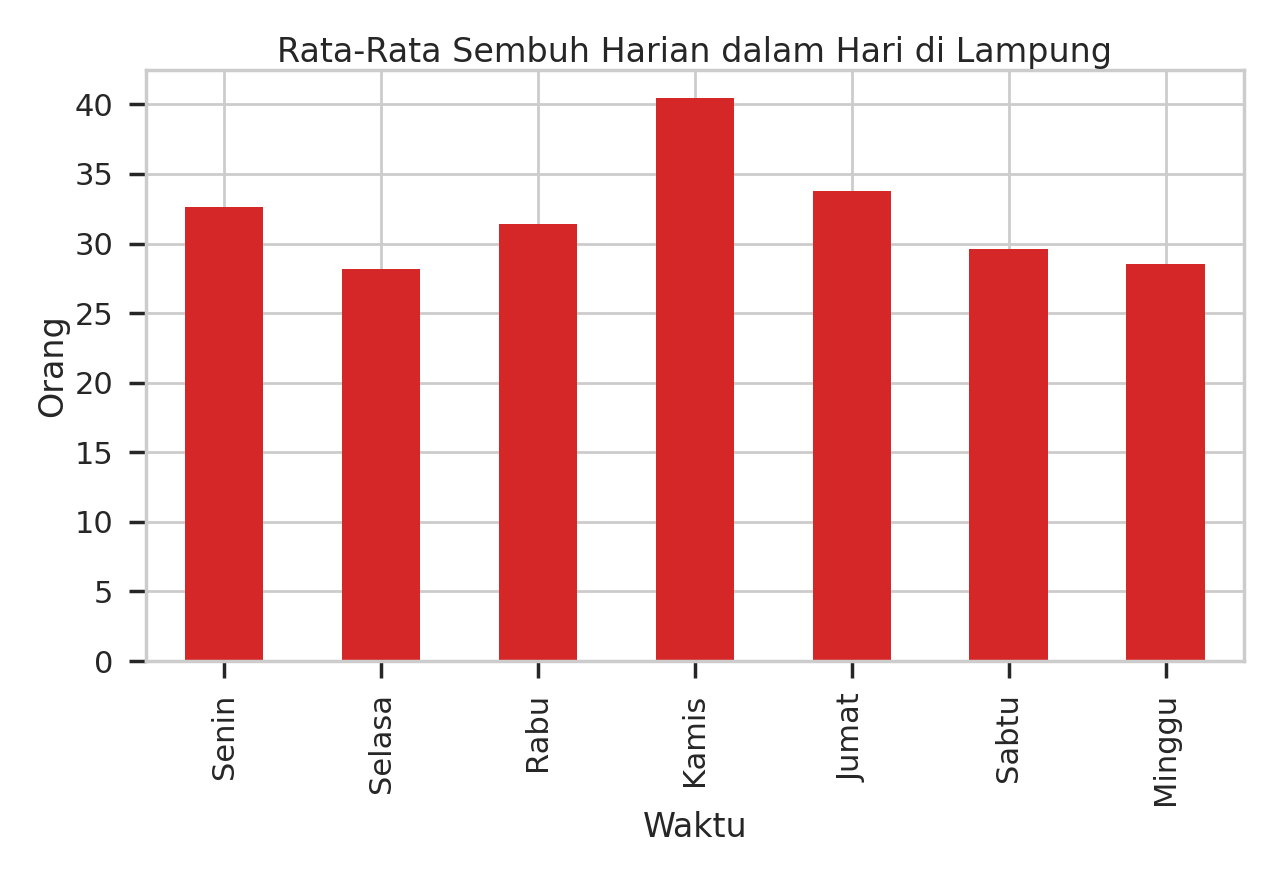 Rata-Rata Sembuh Harian dalam Hari di Lampung
40
35
30
25
20
15
10
5
0
Orang
Senin
Selasa
Rabu
Kamis
Jumat
Sabtu
Minggu
Waktu